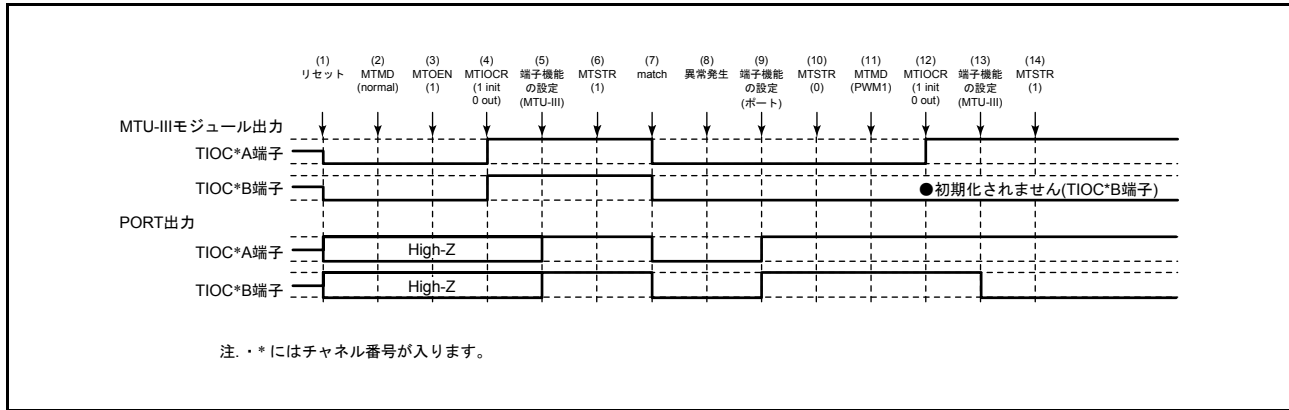 (1) リセット
(2) MTMD (normal)
(3) MTOEN (1)
(4) MTIOCR (1 init 0 out)
(5) 端子機能の設定 (MTU-III)
(6) MTSTR (1)
(7) match
(8) 異常発生
(9) 端子機能の設定 (ポート)
(10) MTSTR (0)
(11) MTMD (PWM1)
(12) MTIOCR (1 init 0 out)
(13) 端子機能の設定 (MTU-III)
(14) MTSTR (1)
MTU-IIIモジュール出力
TIOC*A端子
TIOC*B端子
●初期化されません(TIOC*B端子)
PORT出力
TIOC*A端子
High-Z
TIOC*B端子
High-Z
注. ・* にはチャネル番号が入ります。